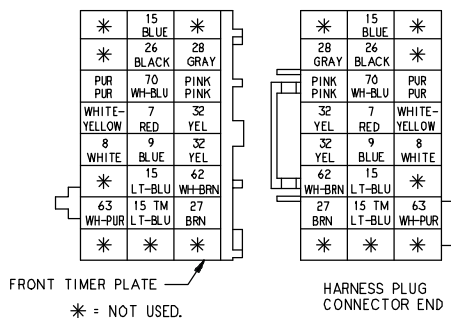 ✳ 15 BLUE ✳
✳ 26 BLACK 28 GRAY
PUR PUR 70 WH-BLU PINK PINK
WHITE-YELLOW 7 RED 32 YEL
8 WHITE 9 BLUE 32 YEL
✳ 15 LT-BLU 62 WH-BRN
63 WH-PUR 15 TM LT-BLU 27 BRN
✳ ✳ ✳
FRONT TIMER PLATE
✳ = NOT USED.
✳ 15 BLUE ✳
28 GRAY 26 BLACK ✳
PINK PINK 70 WH-BLU PUR PUR
32 YEL 7 RED WHITE-YELLOW
32 YEL 9 BLUE 8 WHITE
62 WH-BRN 15 LT-BLU ✳
27 BRN 15 TM LT-BLU 63 WH-PUR
✳ ✳ ✳
HARNESS PLUG
CONNECTOR END